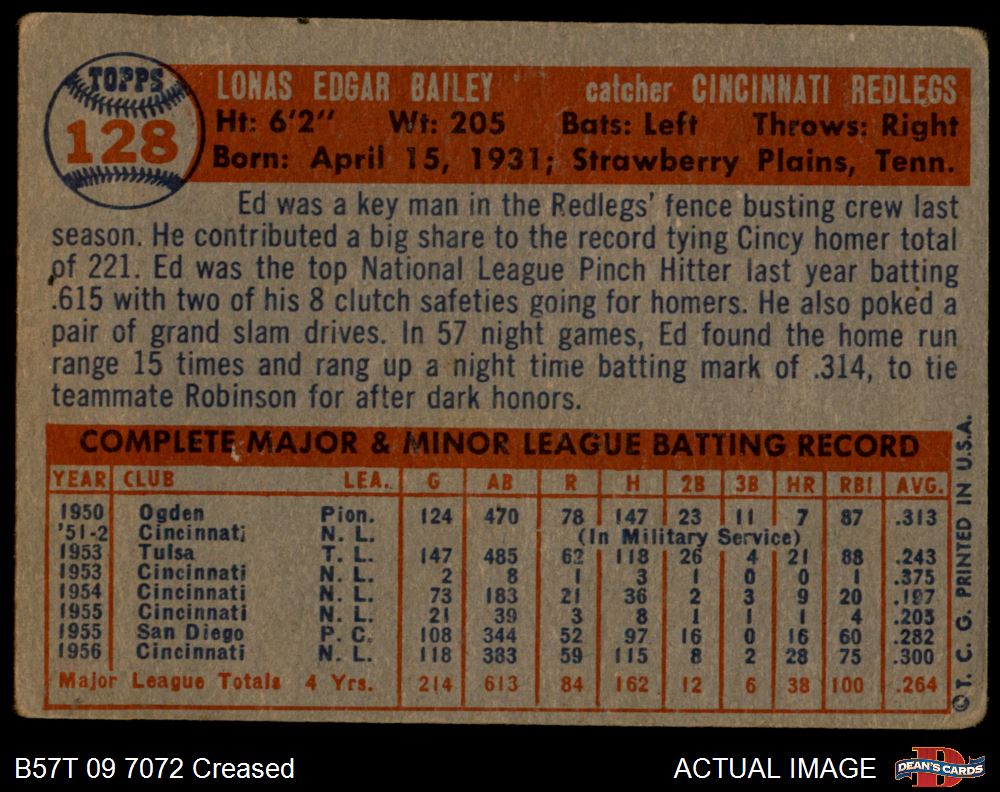 TOPPS
128
LONAS EDGAR BAILEY catcher CINCINNATI REDLEGS
Ht: 6'2" Wt: 205 Bats: Left Throws: Right
Born: April 15, 1931; Strawberry Plains, Tenn.
Ed was a key man in the Redlegs' fence busting crew last
season. He contributed a big share to the record tying Cincy homer total
of 221. Ed was the top National League Pinch Hitter last year batting
.615 with two of his 8 clutch safeties going for homers. He also poked a
pair of grand slam drives. In 57 night games, Ed found the home run
range 15 times and rang up a night time batting mark of .314, to tie
teammate Robinson for after dark honors.
COMPLETE MAJOR & MINOR LEAGUE BATTING RECORD
YEAR CLUB LEA. G AB R H 2B 3B HR RBI AVG.
1950 Ogden Pion. 124 470 78 147 23 11 7 87 .313
'51-2 Cincinnati N. L. (In Military Service)
1953 Tulsa T. L. 147 485 62 118 26 4 21 88 .243
1953 Cincinnati N. L. 2 8 1 3 1 0 0 1 .375
1954 Cincinnati N. L. 73 183 21 36 2 3 9 20 .197
1955 Cincinnati N. L. 21 39 3 8 1 1 1 4 .205
1955 San Diego P. C. 108 344 52 97 16 0 16 60 .282
1956 Cincinnati N. L. 118 383 59 115 8 2 28 75 .300
Major League Totals 4 Yrs. 214 613 84 162 12 6 38 100 .264
© T. C. G. PRINTED IN U.S.A.
B57T 09 7072 Creased ACTUAL IMAGE
DEAN'S CARDS